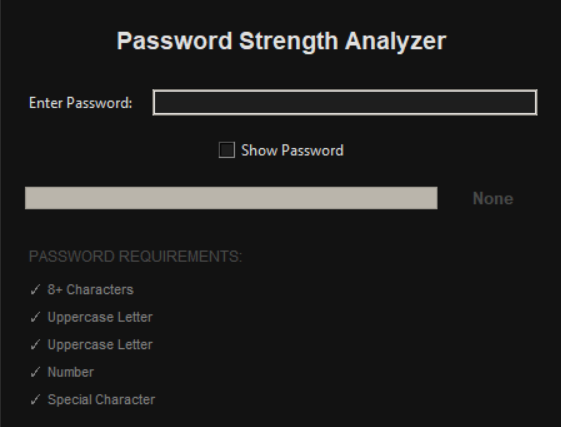 Password Strength Analyzer
Enter Password:
Show Password
None
PASSWORD REQUIREMENTS:
✓ 8+ Characters
✓ Uppercase Letter
✓ Uppercase Letter
✓ Number
✓ Special Character